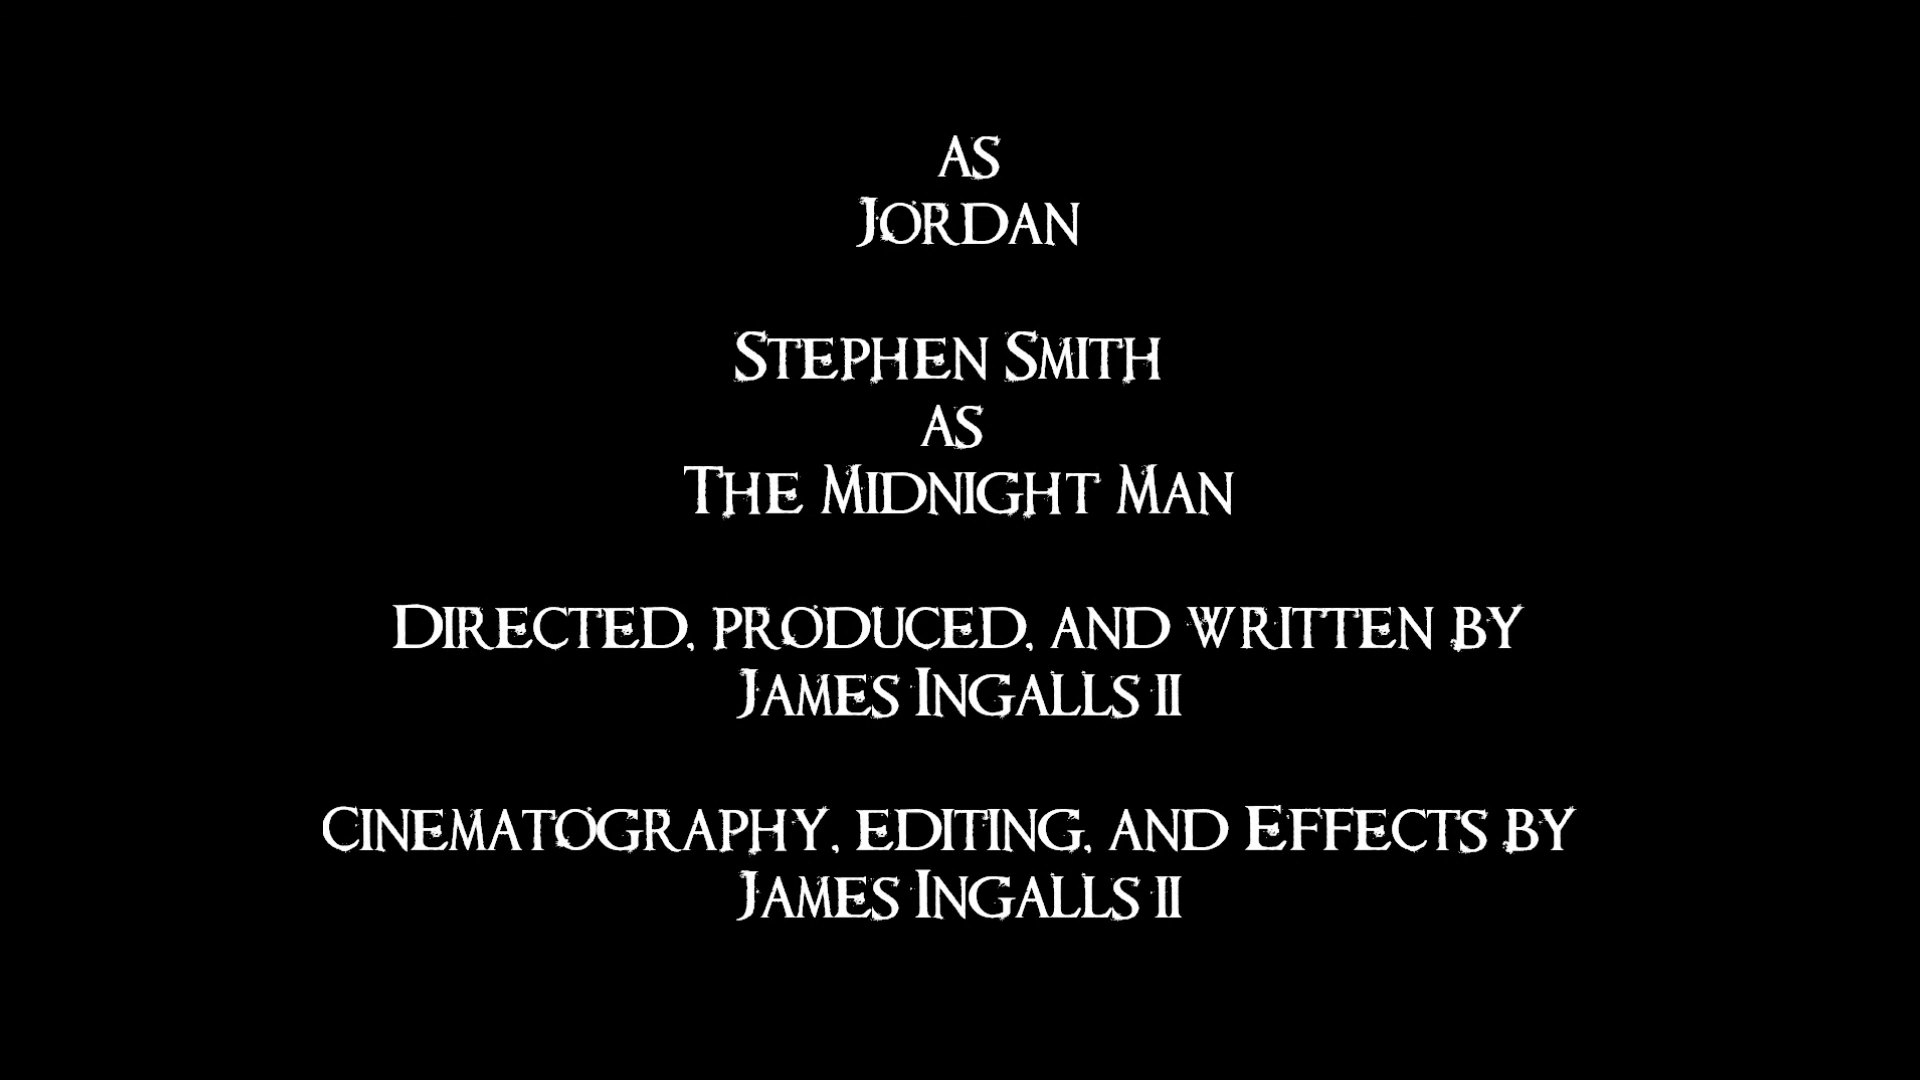 as
Jordan
Stephen Smith
as
The Midnight Man
Directed, produced, and written by
James Ingalls II
Cinematography, editing, and Effects by
James Ingalls II